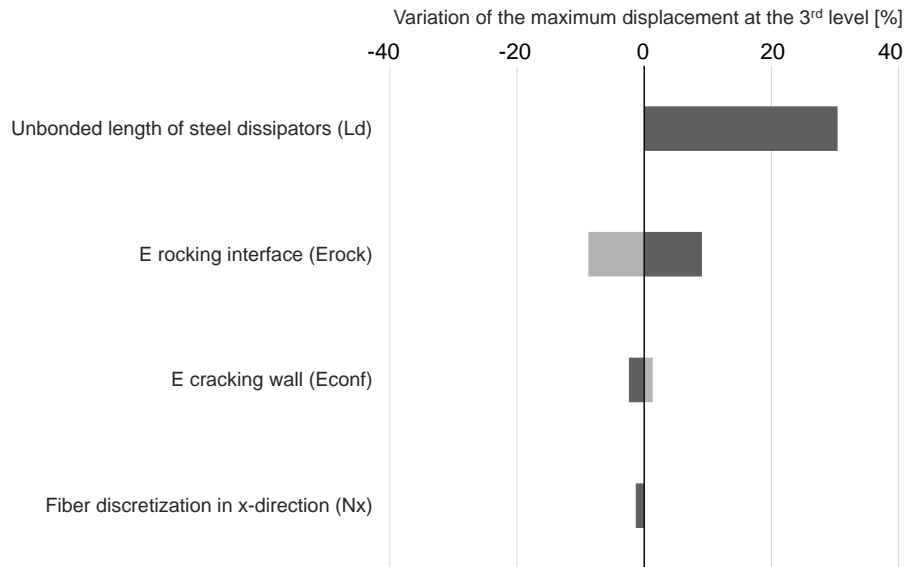 Variation of the maximum displacement at the 3rd level [%]
-40 -20 0 20 40
Unbonded length of steel dissipators (Ld)
E rocking interface (Erock)
E cracking wall (Econf)
Fiber discretization in x-direction (Nx)